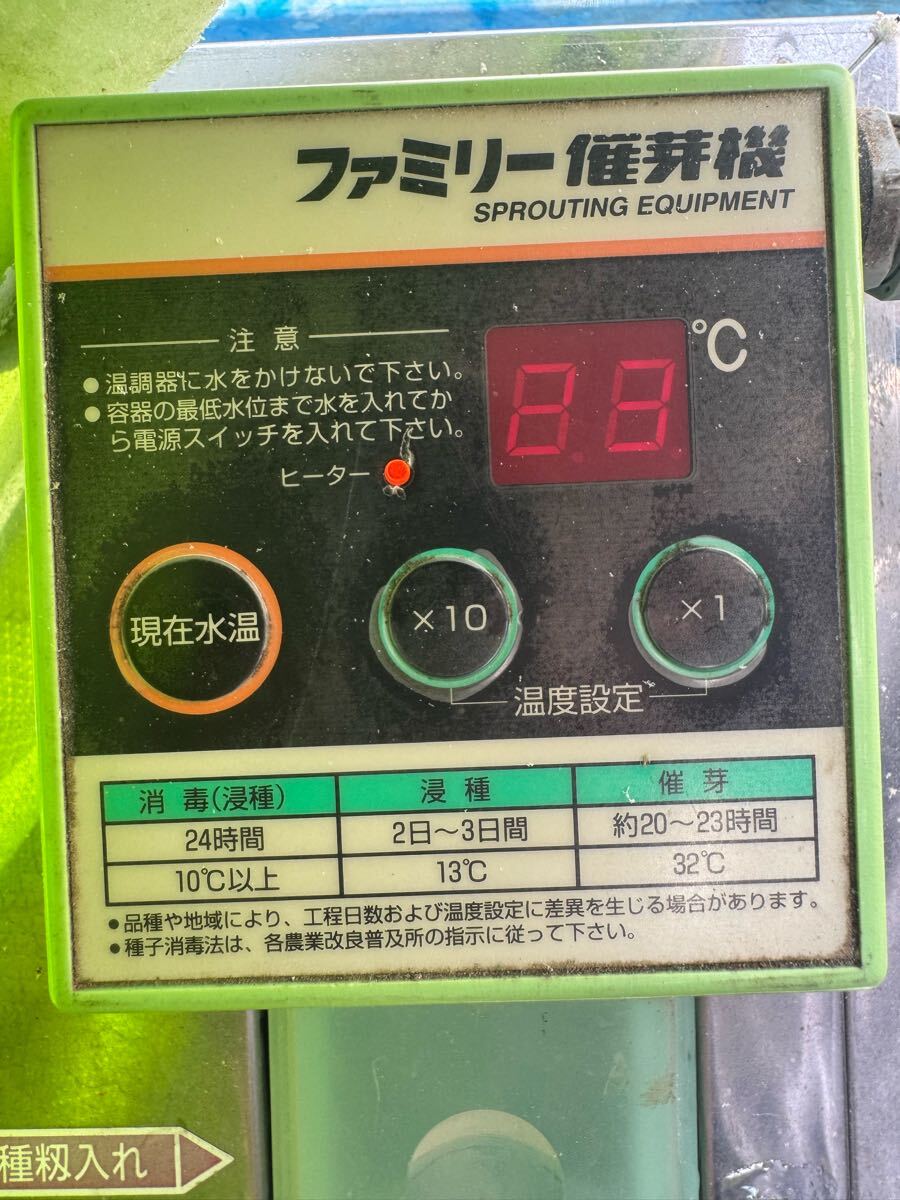 ファミリー催芽機
SPROUTING EQUIPMENT
注意
●温調器に水をかけないで下さい。
●容器の最低水位まで水を入れてか
ら電源スイッチを入れて下さい。
℃
ヒーター
現在水温
×10
×1
温度設定
消毒(浸種) 浸種 催芽
24時間 2日〜3日間 約20〜23時間
10℃以上 13℃ 32℃
●品種や地域により、工程日数および温度設定に差異を生じる場合があります。
●種子消毒法は、各農業改良普及所の指示に従って下さい。
種籾入れ